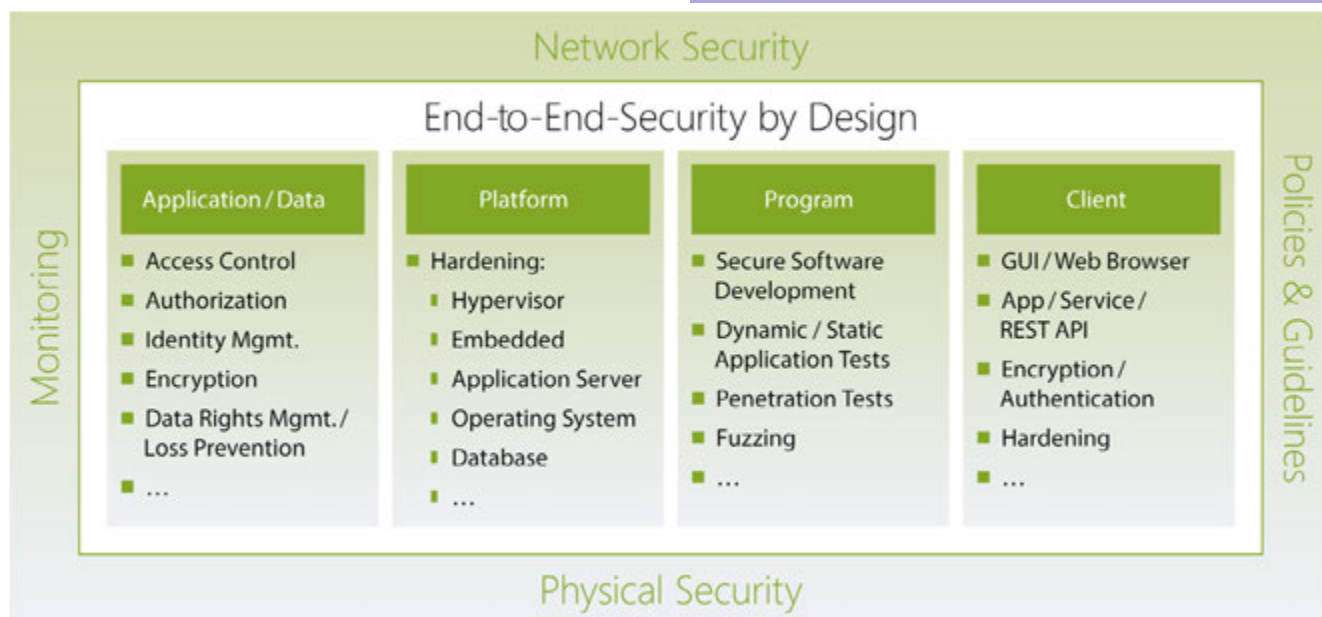 Network Security
End-to-End-Security by Design
Application / Data
■ Access Control
■ Authorization
■ Identity Mgmt.
■ Encryption
■ Data Rights Mgmt. /
Loss Prevention
■ ...
Platform
■ Hardening:
Hypervisor
Embedded
Application Server
Operating System
Database
...
Program
■ Secure Software
Development
■ Dynamic / Static
Application Tests
■ Penetration Tests
■ Fuzzing
■ ...
Client
■ GUI / Web Browser
■ App / Service /
REST API
■ Encryption /
Authentication
■ Hardening
■ ...
Monitoring
Policies & Guidelines
Physical Security